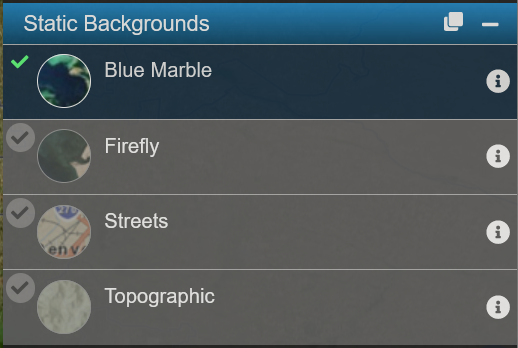 Static Backgrounds
Blue Marble
Firefly
Streets
Topographic